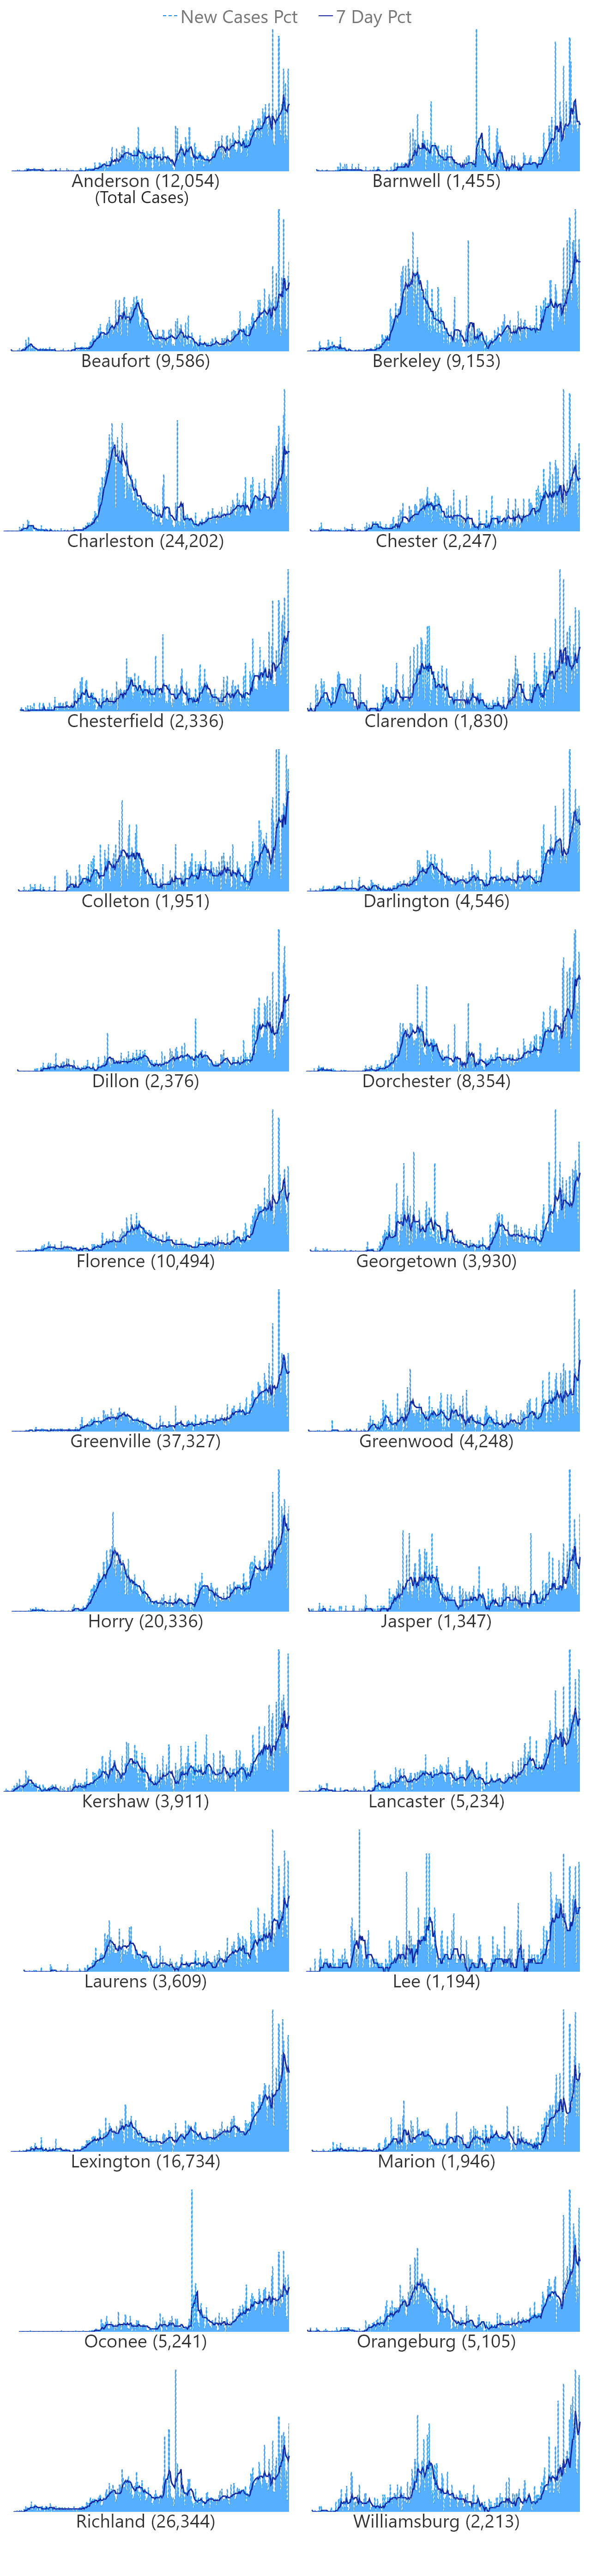 New Cases Pct 7 Day Pct
Anderson (12,054) Barnwell (1,455)
(Total Cases)
Beaufort (9,586) Berkeley (9,153)
Charleston (24,202) Chester (2,247)
Chesterfield (2,336) Clarendon (1,830)
Colleton (1,951) Darlington (4,546)
Dillon (2,376) Dorchester (8,354)
Florence (10,494) Georgetown (3,930)
Greenville (37,327) Greenwood (4,248)
Horry (20,336) Jasper (1,347)
Kershaw (3,911) Lancaster (5,234)
Laurens (3,609) Lee (1,194)
Lexington (16,734) Marion (1,946)
Oconee (5,241) Orangeburg (5,105)
Richland (26,344) Williamsburg (2,213)